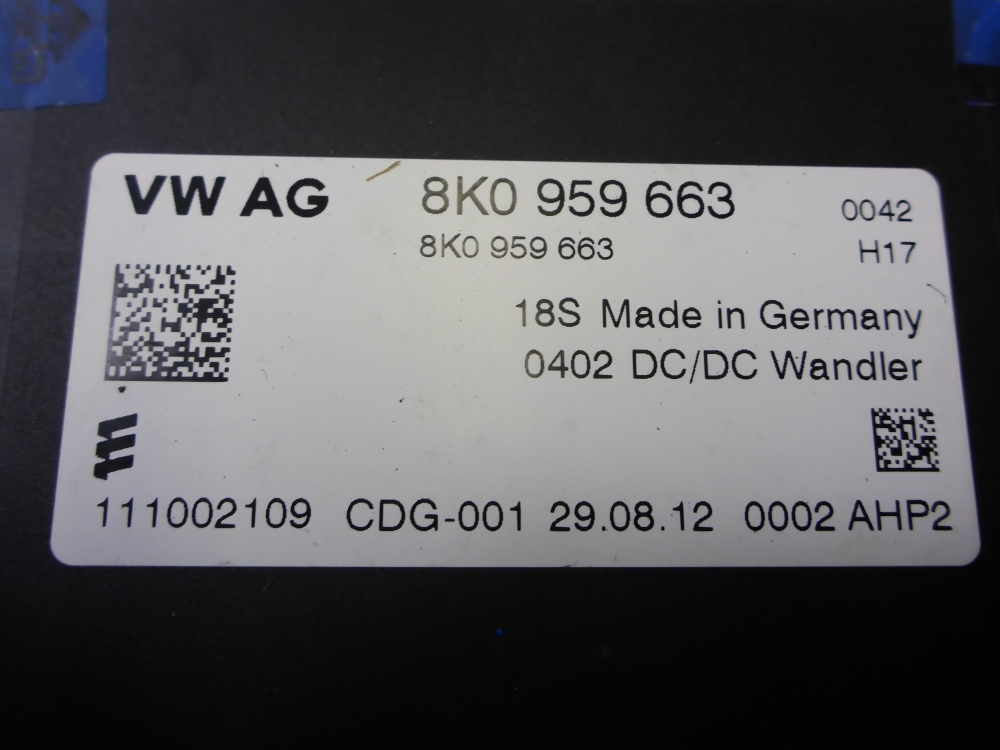 VW AG 8K0 959 663 0042
8K0 959 663 H17
18S Made in Germany
0402 DC/DC Wandler
111002109 CDG-001 29.08.12 0002 AHP2